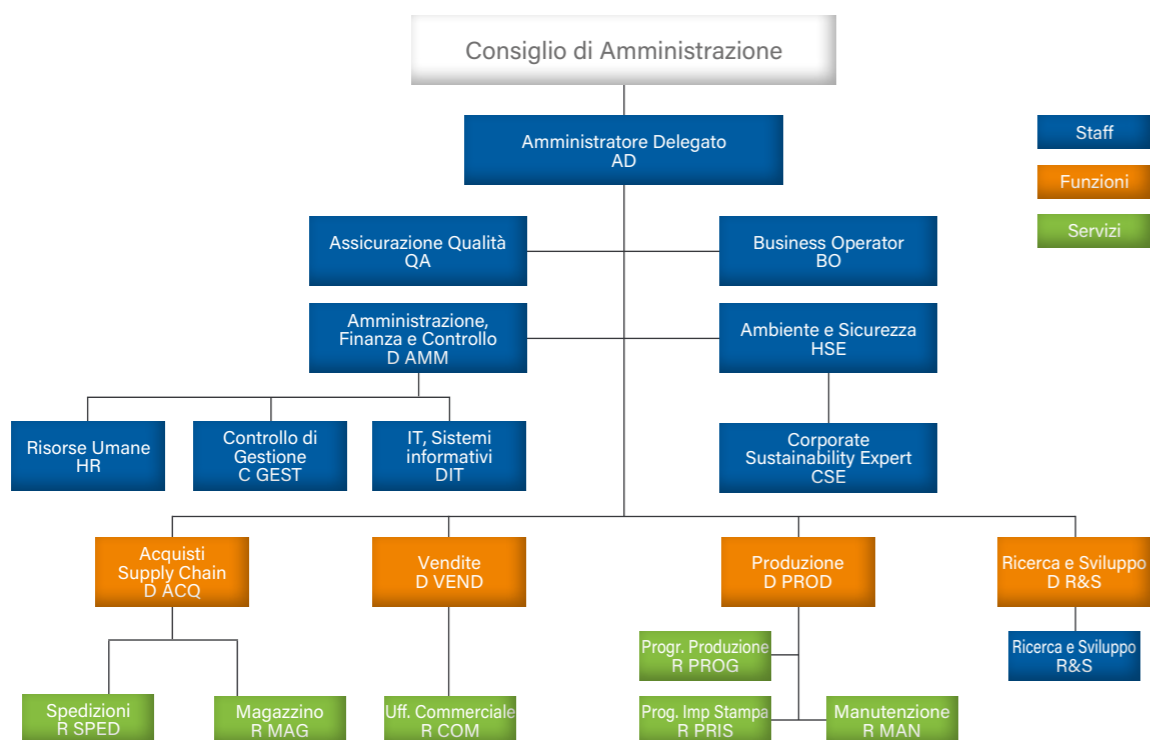 Consiglio di Amministrazione
Amministratore Delegato
AD
Staff
Funzioni
Servizi
Assicurazione Qualità
QA
Business Operator
BO
Amministrazione,
Finanza e Controllo
D AMM
Ambiente e Sicurezza
HSE
Risorse Umane
HR
Controllo di
Gestione
C GEST
IT, Sistemi
informativi
DIT
Corporate
Sustainability Expert
CSE
Acquisti
Supply Chain
D ACQ
Vendite
D VEND
Produzione
D PROD
Ricerca e Sviluppo
D R&S
Progr. Produzione
R PROG
Ricerca e Sviluppo
R&S
Spedizioni
R SPED
Magazzino
R MAG
Uff. Commerciale
R COM
Prog. Imp Stampa
R PRIS
Manutenzione
R MAN